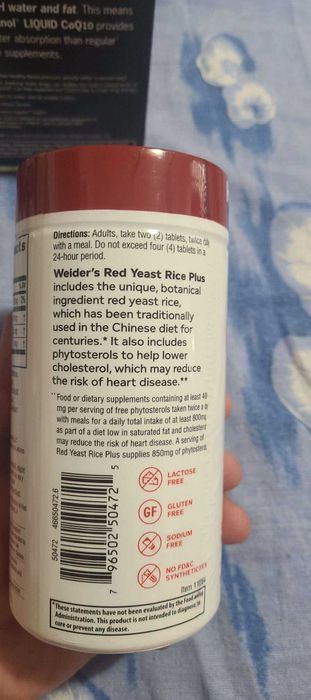 H water and fat. This means
nol® LIQUID CoQ10 provides
ter absorption than regular
supplements.
Directions: Adults, take two (2) tablets, twice daily
with a meal. Do not exceed four (4) tablets in a
24-hour period.
Weider's Red Yeast Rice Plus
includes the unique, botanical
ingredient red yeast rice,
which has been traditionally
used in the Chinese diet for
centuries.* It also includes
phytosterols to help lower
cholesterol, which may reduce
the risk of heart disease.**
**Food or dietary supplements containing at least 40
mg per serving of free phytosterols taken twice a d
with meals for a daily total intake of at least 800mg
as part of a diet low in saturated fat and cholesterol
may reduce the risk of heart disease. A serving of
Red Yeast Rice Plus supplies 850mg of phytosterol
LACTOSE
FREE
GF
GLUTEN
FREE
SODIUM
FREE
NO FD&C
SYNTHETIC
50472 46650472.6
7 96502 50472 5
*These statements have not been evaluated by the Food and
Administration. This product is not intended to diagnose,
cure or prevent any disease.